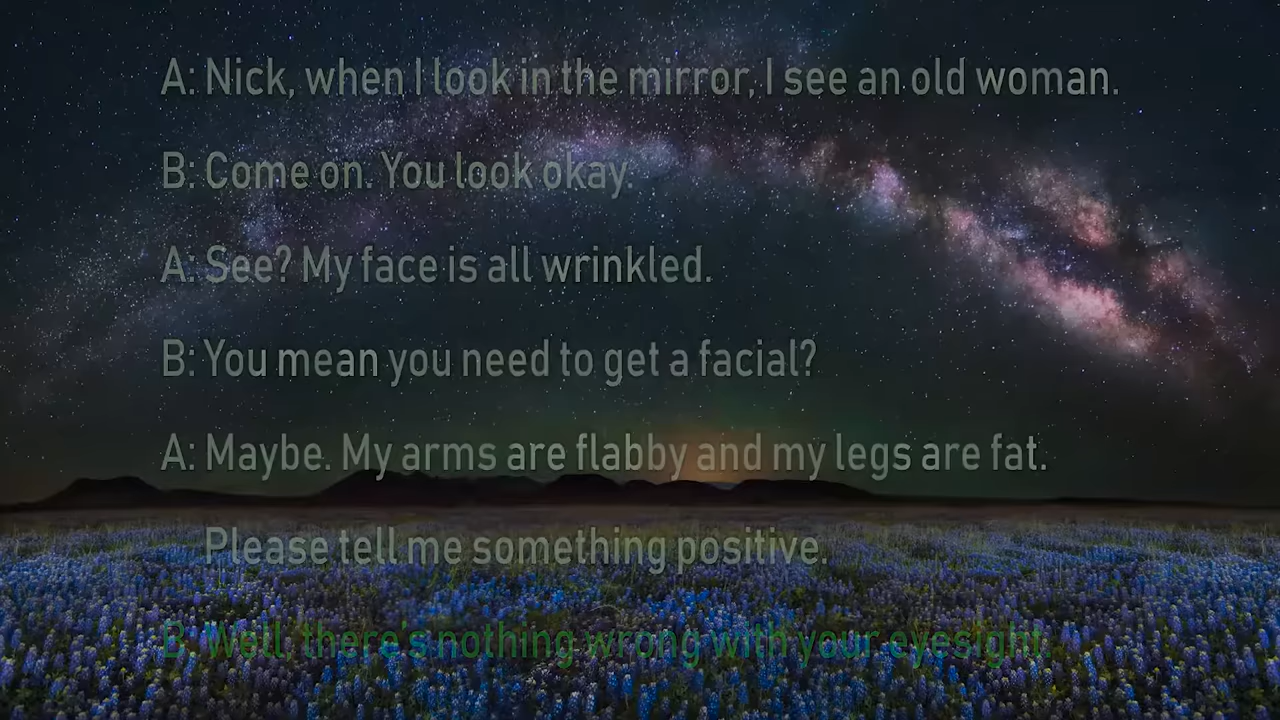 A: Nick, when I look in the mirror, I see an old woman.
B: Come on. You look okay.
A: See? My face is all wrinkled.
B: You mean you need to get a facial?
A: Maybe. My arms are flabby and my legs are fat.
Please tell me something positive.
B: Well, there's nothing wrong with your eyesight.